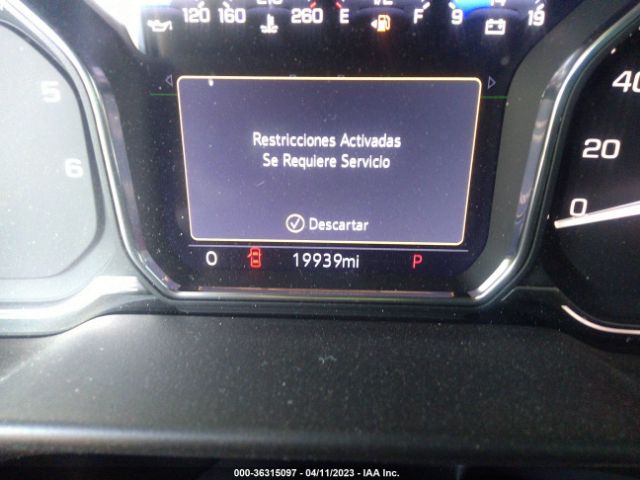 120 160 260 E F 9 19
5
6
Restricciones Activadas
Se Requiere Servicio
Descartar
0 19939mi P
40
20
0
000-36315097 - 04/11/2023 - IAA Inc.